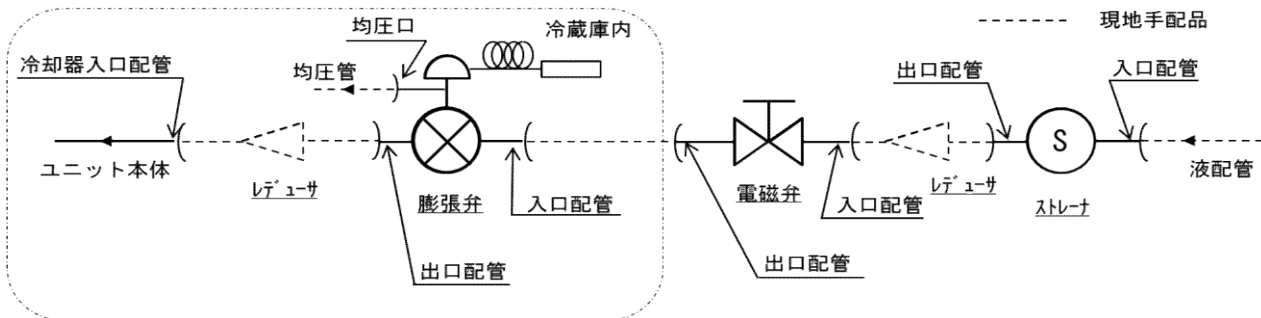 均圧口
冷蔵庫内
現地手配品
冷却器入口配管
均圧管
出口配管
入口配管
S
ユニット本体
ﾚﾃﾞｭｰｻ
膨張弁
入口配管
電磁弁
入口配管
ﾚﾃﾞｭｰｻ
ｽﾄﾚｰﾅ
液配管
出口配管
出口配管